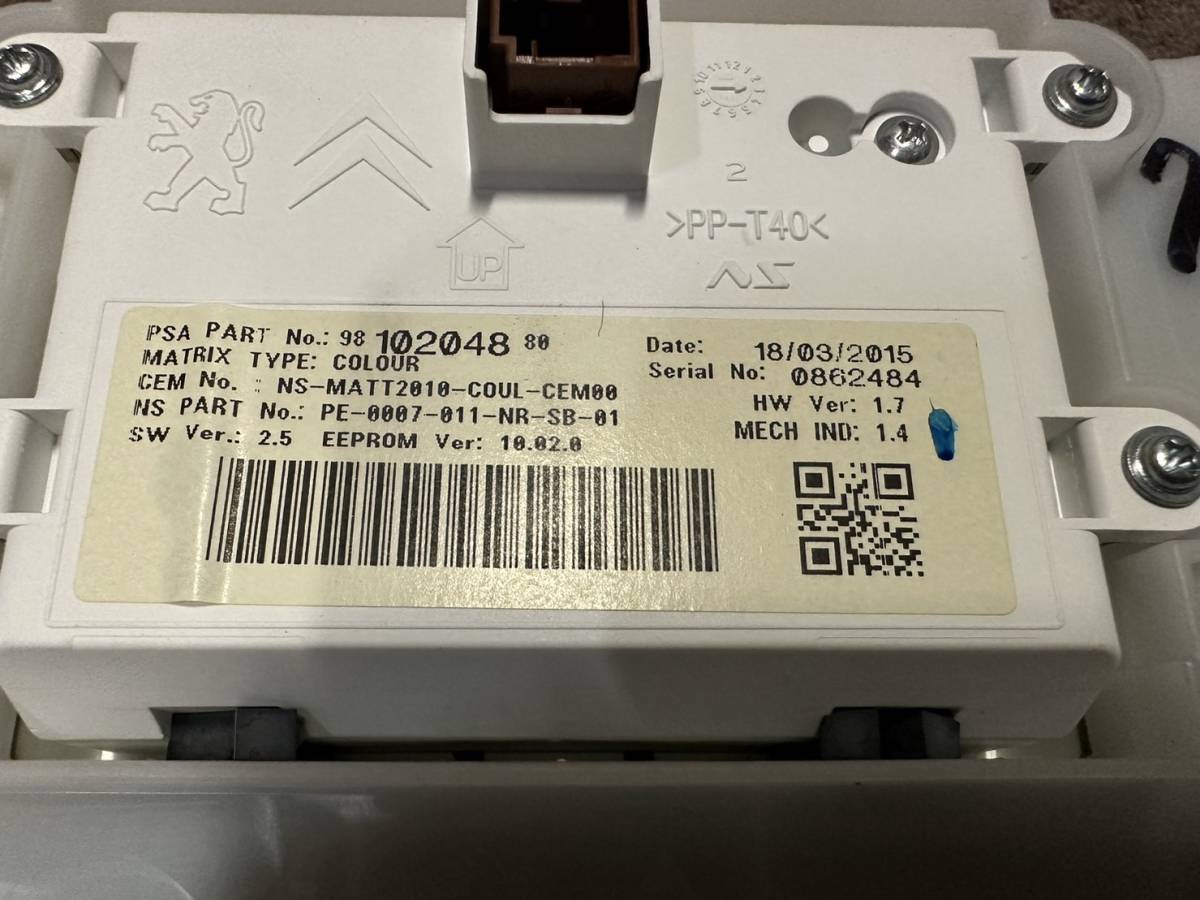 2
>PP-T40<
UP
NS
PSA PART No.: 98 102048 80
MATRIX TYPE: COLOUR
CEM No. : NS-MATT2010-COUL-CEM00
NS PART No.: PE-0007-011-NR-SB-01
SW Ver.: 2.5 EEPROM Ver: 10.02.0
Date: 18/03/2015
Serial No: 0862484
HW Ver: 1.7
MECH IND: 1.4